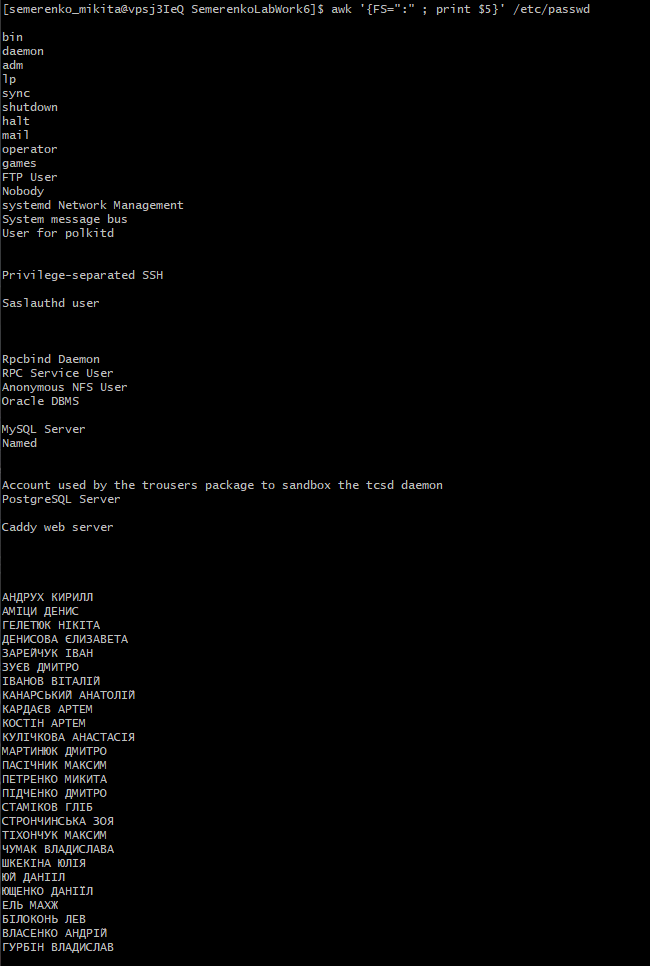 [semerenko_mikita@vpsj3IeQ SemerenkoLabWork6]$ awk '{FS=":" ; print $5}' /etc/passwd
bin
daemon
adm
lp
sync
shutdown
halt
mail
operator
games
FTP User
Nobody
systemd Network Management
System message bus
User for polkitd
Privilege-separated SSH
Saslauthd user
Rpcbind Daemon
RPC Service User
Anonymous NFS User
Oracle DBMS
MySQL Server
Named
Account used by the trousers package to sandbox the tcsd daemon
PostgreSQL Server
Caddy web server
АНДРУХ КИРИЛЛ
АМІЦИ ДЕНИС
ГЕЛЕТЮК НІКІТА
ДЕНИСОВА ЄЛИЗАВЕТА
ЗАРЕЙЧУК ІВАН
ЗУЄВ ДМИТРО
ІВАНОВ ВІТАЛІЙ
КАНАРСЬКИЙ АНАТОЛІЙ
КАРДАЄВ АРТЕМ
КОСТІН АРТЕМ
КУЛІЧКОВА АНАСТАСІЯ
МАРТИНЮК ДМИТРО
ПАСІЧНИК МАКСИМ
ПЕТРЕНКО МИКИТА
ПІДЧЕНКО ДМИТРО
СТАМІКОВ ГЛІБ
СТРОНЧИНСЬКА ЗОЯ
ТІХОНЧУК МАКСИМ
ЧУМАК ВЛАДИСЛАВА
ШКЕКІНА ЮЛІЯ
ЮЙ ДАНІІЛ
ЮЩЕНКО ДАНІЇЛ
ЕЛЬ МАХЖ
БІЛОКОНЬ ЛЕВ
ВЛАСЕНКО АНДРІЙ
ГУРБІН ВЛАДИСЛАВ